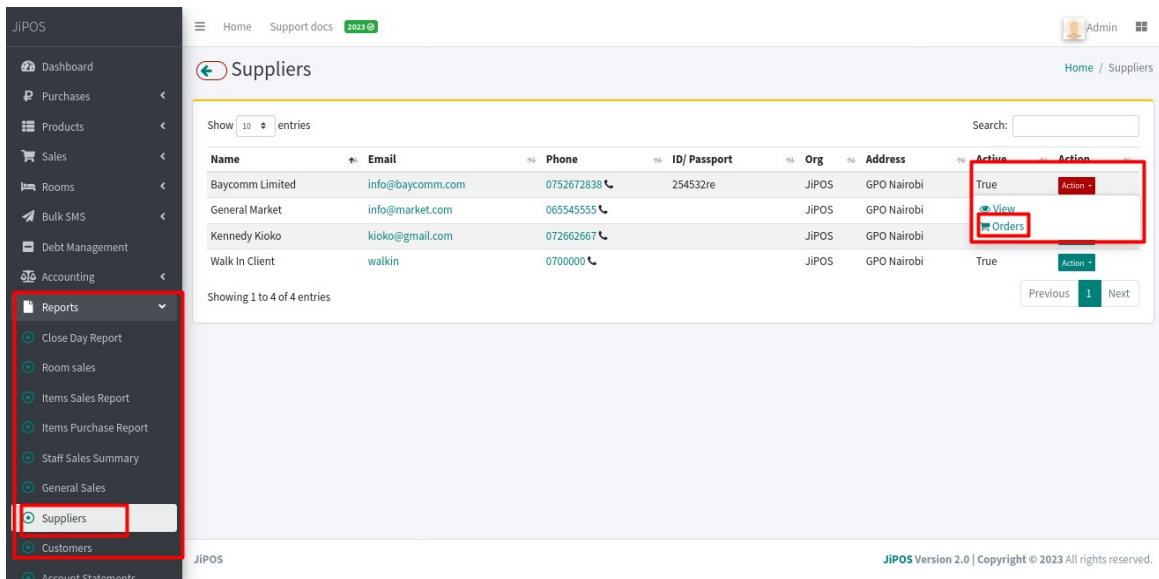 JiPOS
Home Support docs 2023
Admin
Dashboard
Purchases
Products
Sales
Rooms
Bulk SMS
Debt Management
Accounting
Reports
Close Day Report
Room sales
Items Sales Report
Items Purchase Report
Staff Sales Summary
General Sales
Suppliers
Customers
Account Statements
Suppliers
Home / Suppliers
Show 10 entries
Search:
Name Email Phone ID/ Passport Org Address Active Action
Baycomm Limited info@baycomm.com 0752672838 254532re JiPOS GPO Nairobi True Action
General Market info@market.com 065545555 JiPOS GPO Nairobi
View
Orders
Kennedy Kioko kioko@gmail.com 072662667 JiPOS GPO Nairobi
Walk In Client walkin 0700000 JiPOS GPO Nairobi True Action
Showing 1 to 4 of 4 entries
Previous 1 Next
JiPOS
JiPOS Version 2.0 | Copyright © 2023 All rights reserved.